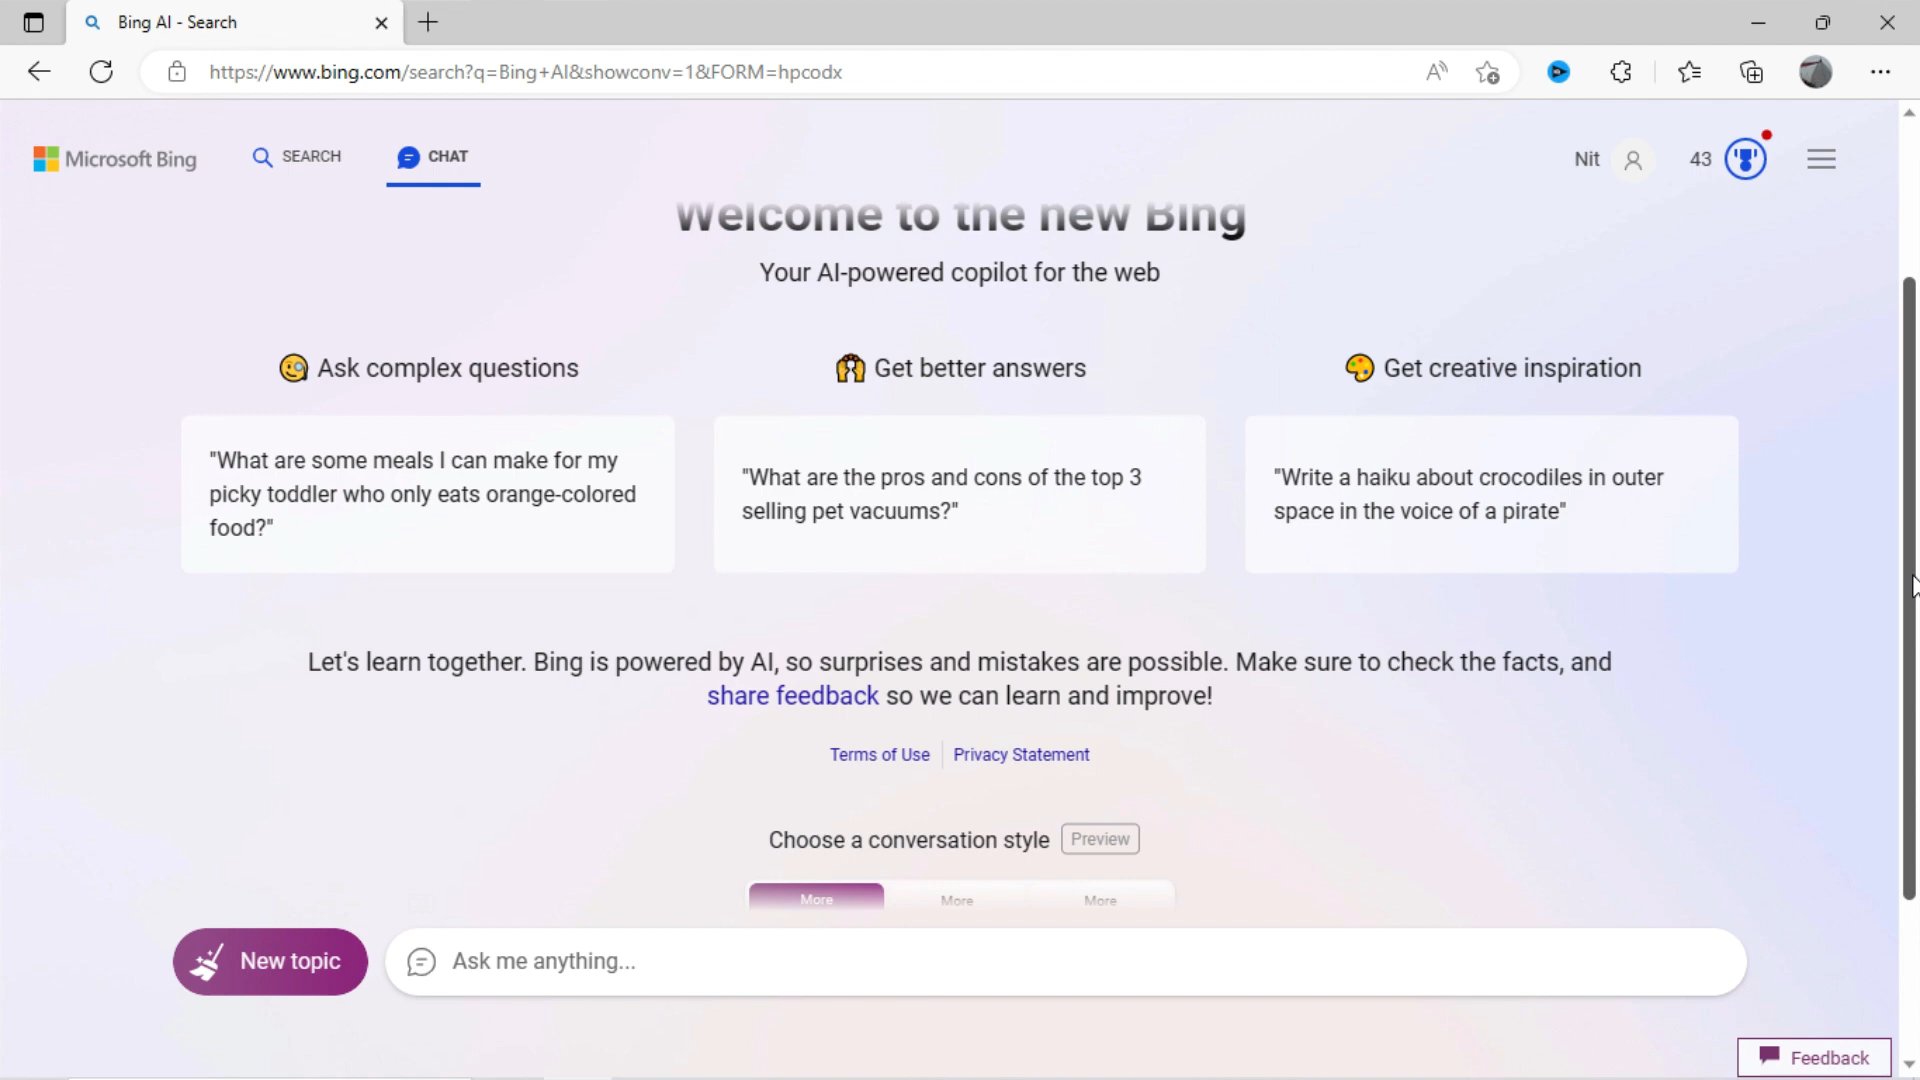 Bing AI - Search
https://www.bing.com/search?q=Bing+AI&showconv=1&FORM=hpcodx
Microsoft Bing
SEARCH
CHAT
Nit
43
Welcome to the new Bing
Your AI-powered copilot for the web
Ask complex questions
Get better answers
Get creative inspiration
"What are some meals I can make for my
picky toddler who only eats orange-colored
food?"
"What are the pros and cons of the top 3
selling pet vacuums?"
"Write a haiku about crocodiles in outer
space in the voice of a pirate"
Let's learn together. Bing is powered by AI, so surprises and mistakes are possible. Make sure to check the facts, and
share feedback so we can learn and improve!
Terms of Use
Privacy Statement
Choose a conversation style
Preview
More
More
More
New topic
Ask me anything...
Feedback